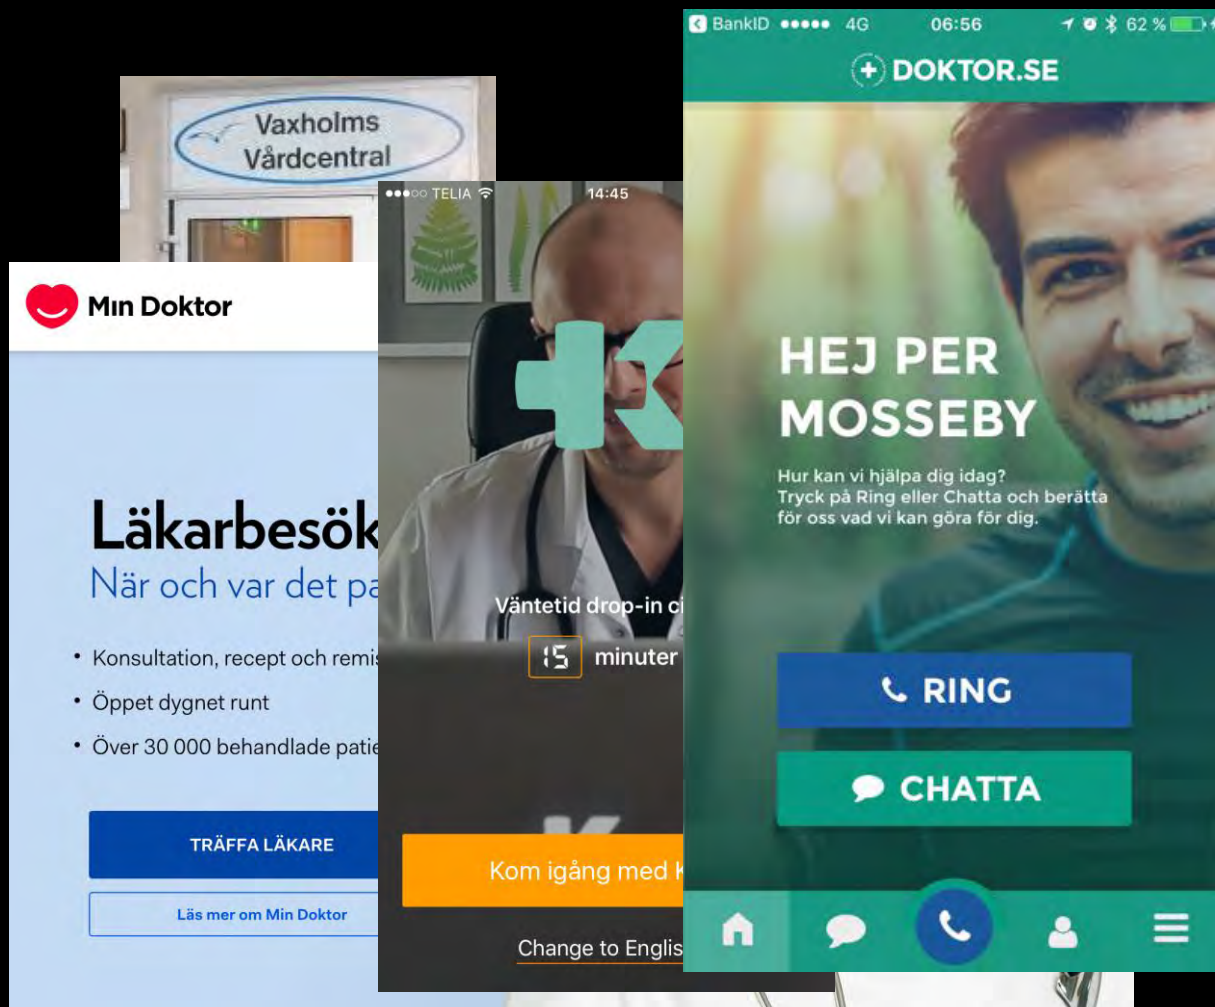 Vaxholms
Vårdcentral
Min Doktor
Läkarbesök
När och var det pa
• Konsultation, recept och remis
• Öppet dygnet runt
• Över 30 000 behandlade patie
TRÄFFA LÄKARE
Läs mer om Min Doktor
TELIA 14:45
Väntetid drop-in ci
15 minuter
Kom igång med K
Change to Englis
BankID 4G 06:56 62 %
DOKTOR.SE
HEJ PER
MOSSEBY
Hur kan vi hjälpa dig idag?
Tryck på Ring eller Chatta och berätta
för oss vad vi kan göra för dig.
RING
CHATTA